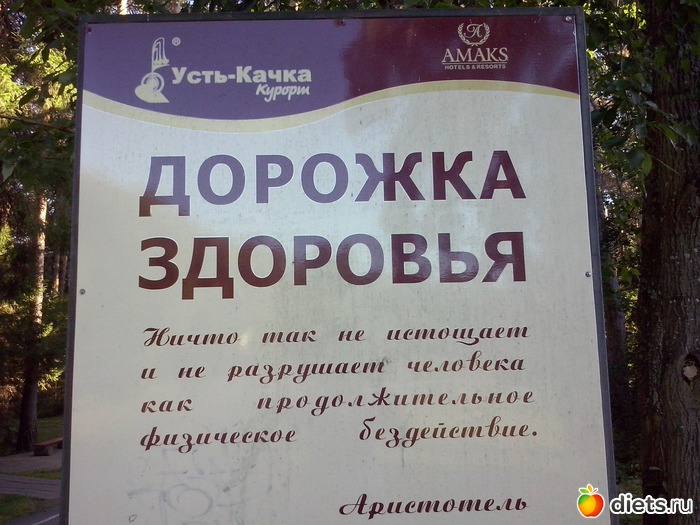 Усть-Качка
Курорт
AMAKS
HOTELS & RESORTS
ДОРОЖКА
ЗДОРОВЬЯ
Ничто так не истощает
и не разрушает человека
как продолжительное
физическое бездействие.
Аристотель
diets.ru